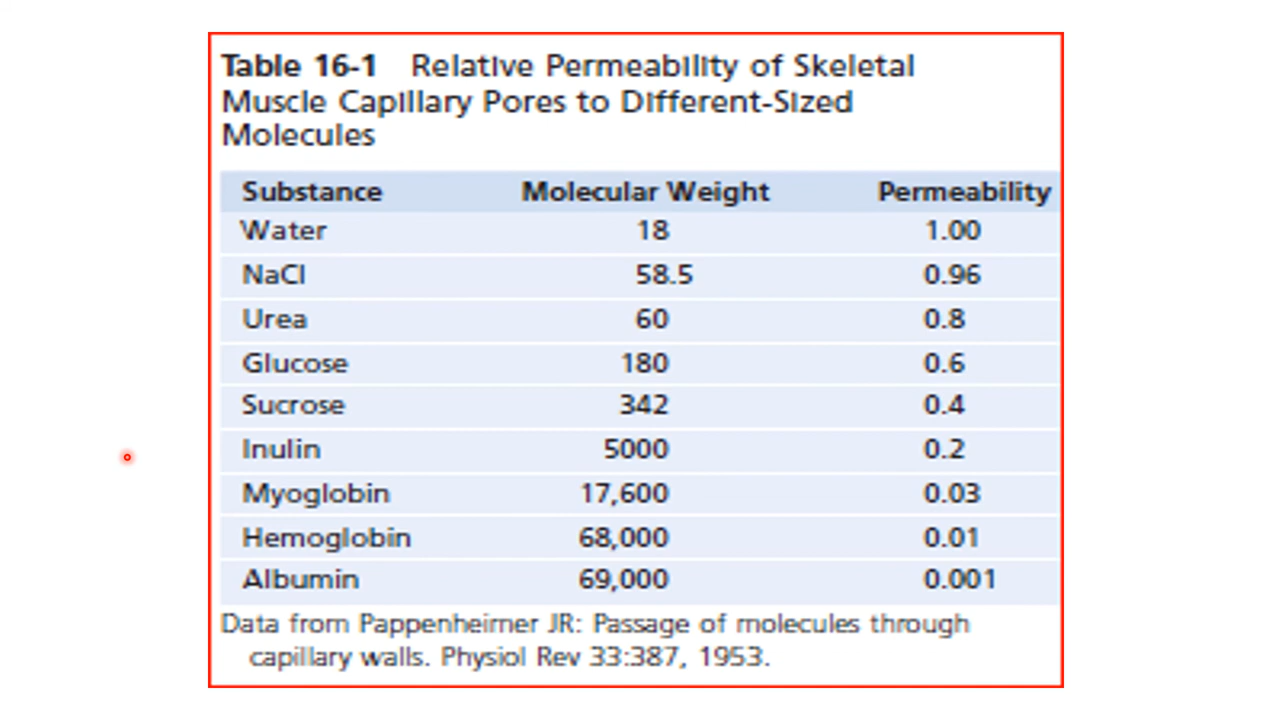 Table 16-1 Relative Permeability of Skeletal
Muscle Capillary Pores to Different-Sized
Molecules
Substance Molecular Weight Permeability
Water 18 1.00
NaCl 58.5 0.96
Urea 60 0.8
Glucose 180 0.6
Sucrose 342 0.4
Inulin 5000 0.2
Myoglobin 17,600 0.03
Hemoglobin 68,000 0.01
Albumin 69,000 0.001
Data from Pappenheimer JR: Passage of molecules through
capillary walls. Physiol Rev 33:387, 1953.